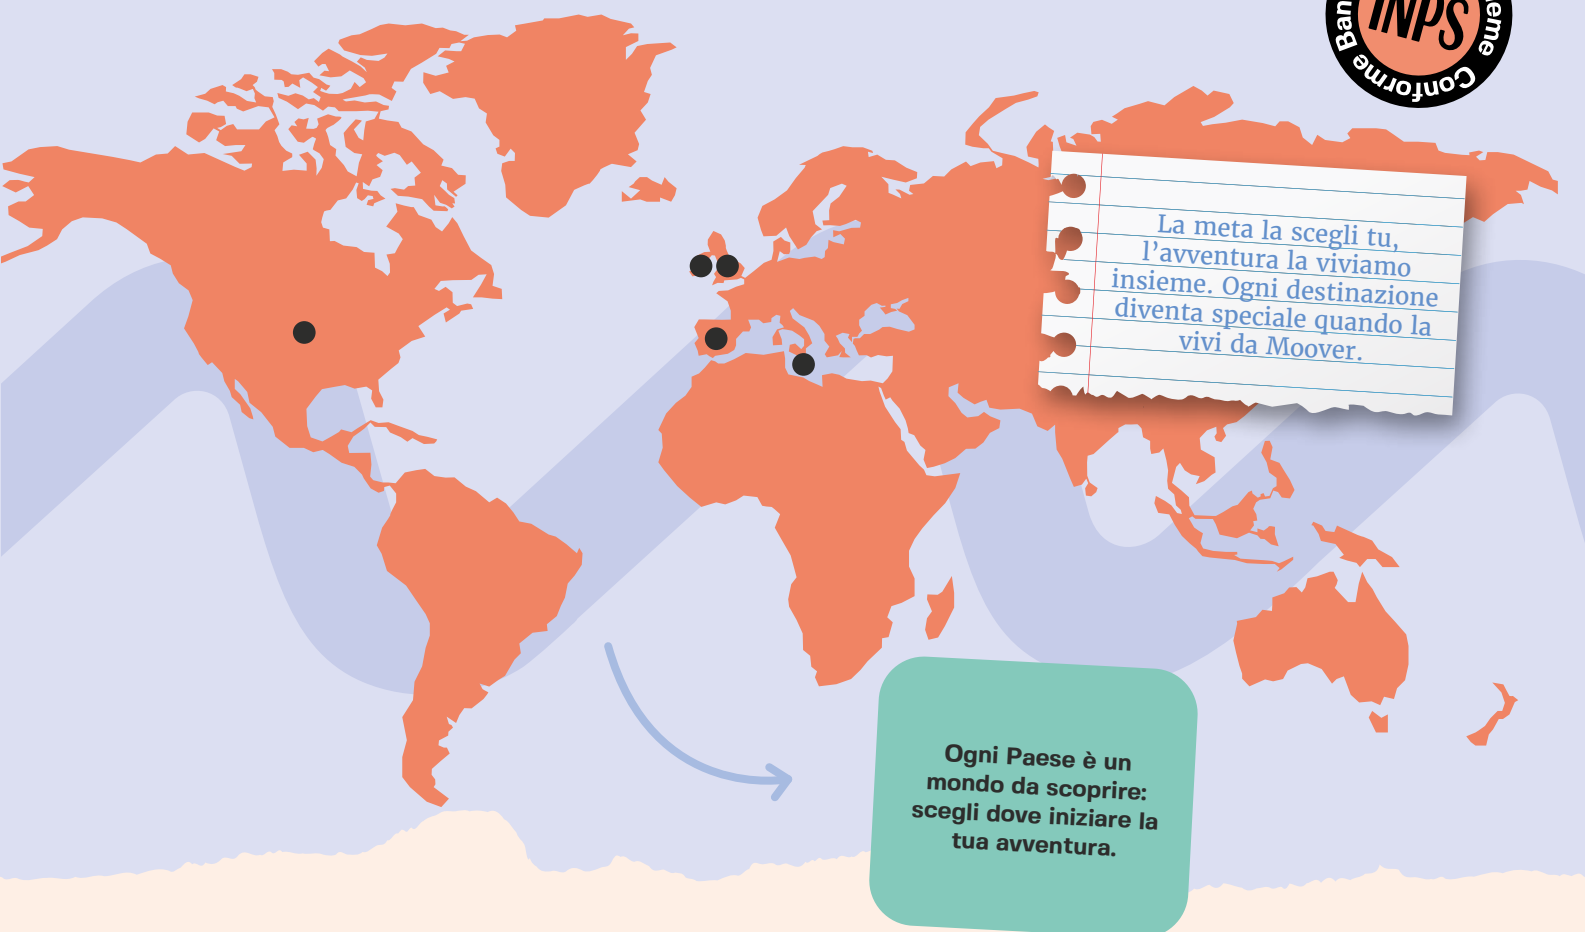 INPS
Conforme
La meta la scegli tu,
l’avventura la viviamo
insieme. Ogni destinazione
diventa speciale quando la
vivi da Moover.
Ogni Paese è un
mondo da scoprire:
scegli dove iniziare la
tua avventura.